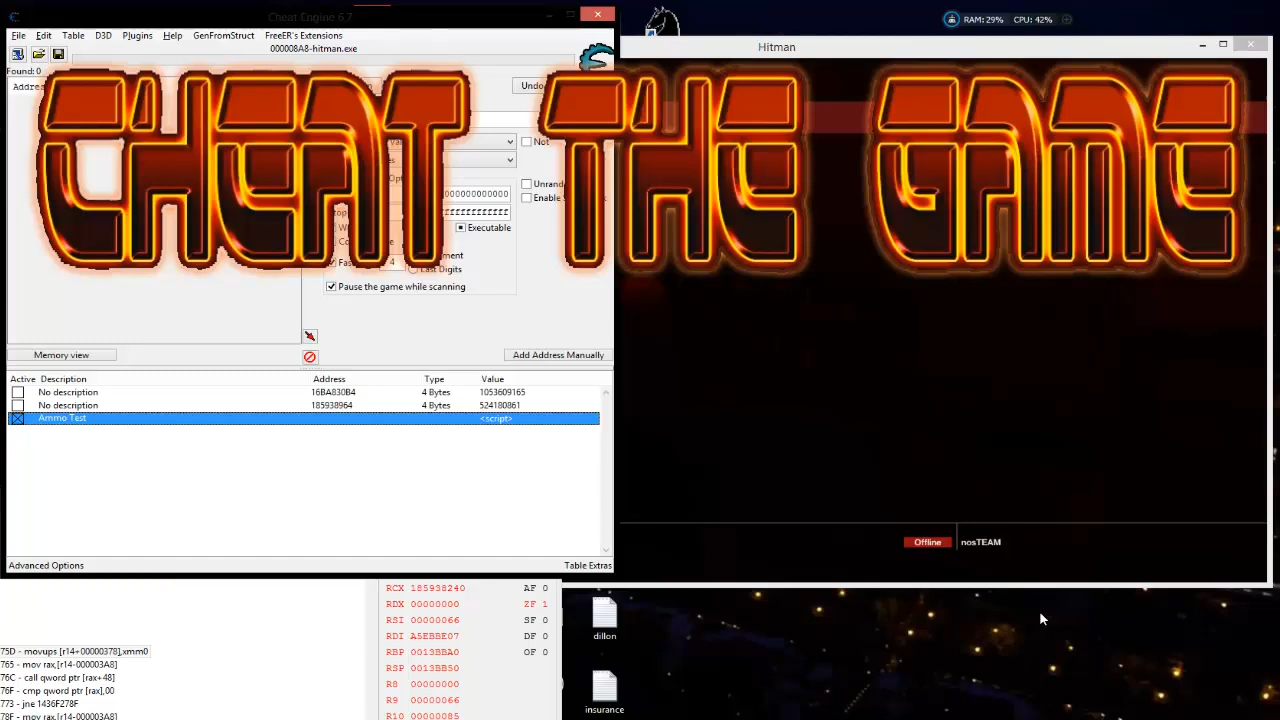 Cheat Engine 6.7
RAM: 29% CPU: 42%
File Edit Table D3D Plugins Help GenFromStruct FreeER's Extensions
Hitman
000008A8-hitman.exe
Found: 0
CHEAT THE GAME
Undo
Not
Unrand
Enable
000000000000
ffffffffffffff
Executable
Fas
4
Last Digits
Pause the game while scanning
Memory view
Add Address Manually
Active Description Address Type Value
No description 16BA830B4 4 Bytes 1053609165
No description 185938964 4 Bytes 524180861
Ammo Test <script>
Offline nosTEAM
Advanced Options Table Extras
RCX 185938240 AF 0
RDX 00000000 ZF 1
RSI 00000066 SF 0
RDI A5EBBE07 DF 0
RBP 0013BBA0 OF 0
RSP 0013BB50
R8 00000000
R9 00000066
R10 00000085
75D - movups [r14+00000378],xmm0
765 - mov rax,[r14-000003A8]
76C - call qword ptr [rax+48]
76F - cmp qword ptr [rax],00
773 - jne 1436F278F
78F - mov rax,[r14-000003A8]
dillon
insurance